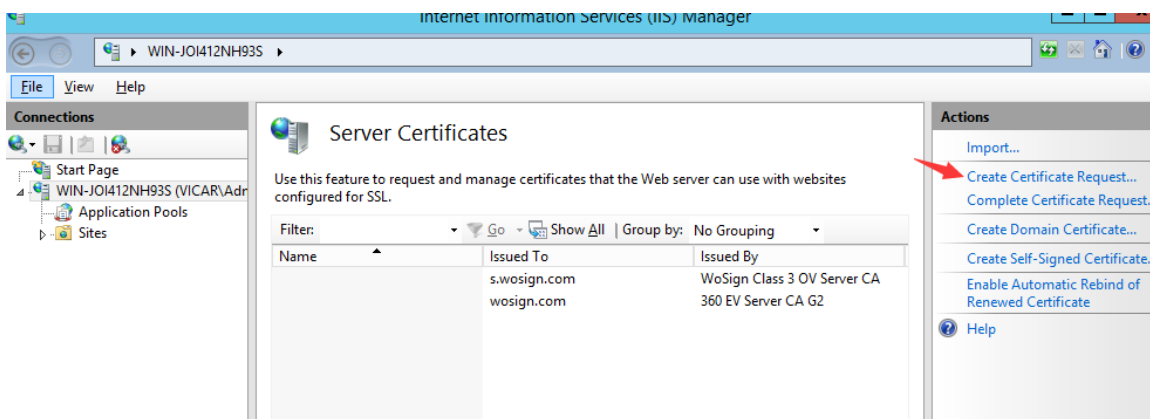 Internet Information Services (IIS) Manager
WIN-JOI412NH93S
File View Help
Connections
Start Page
WIN-JOI412NH93S (VICAR\Adr
Application Pools
Sites
Server Certificates
Use this feature to request and manage certificates that the Web server can use with websites
configured for SSL.
Filter: Go Show All Group by: No Grouping
Name Issued To Issued By
s.wosign.com WoSign Class 3 OV Server CA
wosign.com 360 EV Server CA G2
Actions
Import...
Create Certificate Request...
Complete Certificate Request.
Create Domain Certificate...
Create Self-Signed Certificate.
Enable Automatic Rebind of
Renewed Certificate
Help